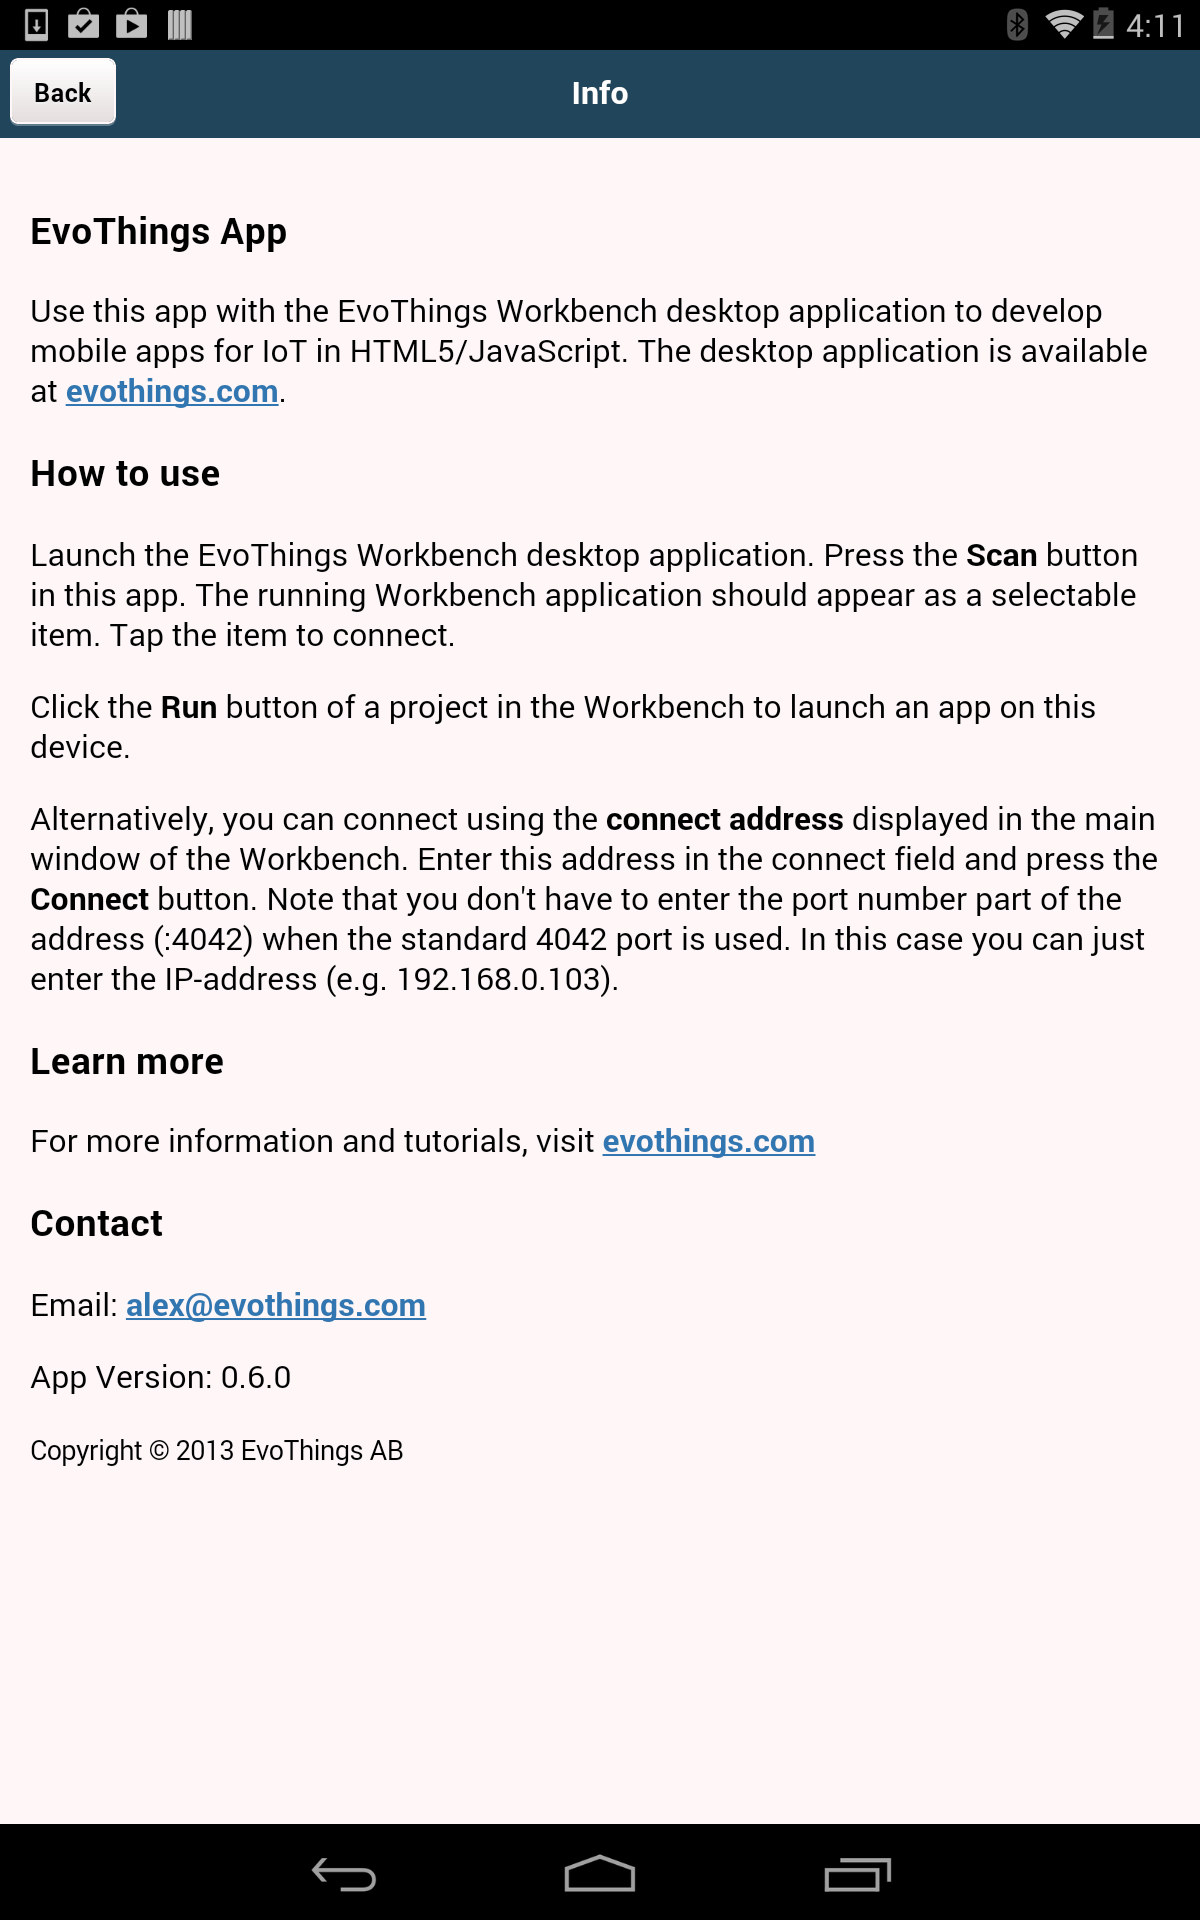 4:11
Back
Info
EvoThings App
Use this app with the EvoThings Workbench desktop application to develop
mobile apps for IoT in HTML5/JavaScript. The desktop application is available
at evothings.com.
How to use
Launch the EvoThings Workbench desktop application. Press the Scan button
in this app. The running Workbench application should appear as a selectable
item. Tap the item to connect.
Click the Run button of a project in the Workbench to launch an app on this
device.
Alternatively, you can connect using the connect address displayed in the main
window of the Workbench. Enter this address in the connect field and press the
Connect button. Note that you don't have to enter the port number part of the
address (:4042) when the standard 4042 port is used. In this case you can just
enter the IP-address (e.g. 192.168.0.103).
Learn more
For more information and tutorials, visit evothings.com
Contact
Email: alex@evothings.com
App Version: 0.6.0
Copyright © 2013 EvoThings AB